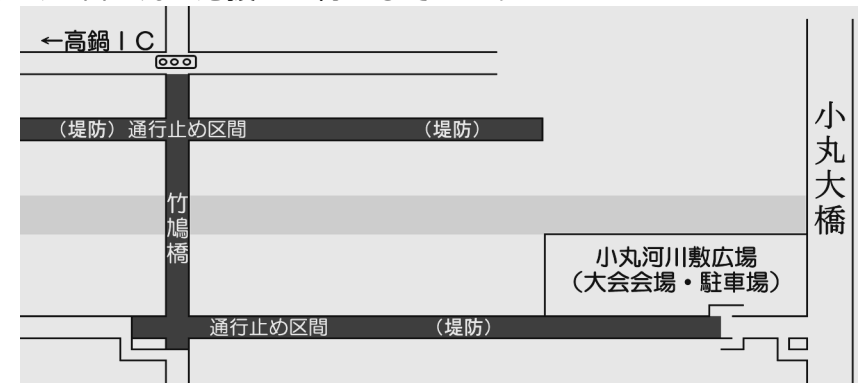 ←高鍋ＩＣ
（堤防）通行止め区間
（堤防）
小丸大橋
竹鳩橋
小丸河川敷広場
（大会会場・駐車場）
通行止め区間
（堤防）